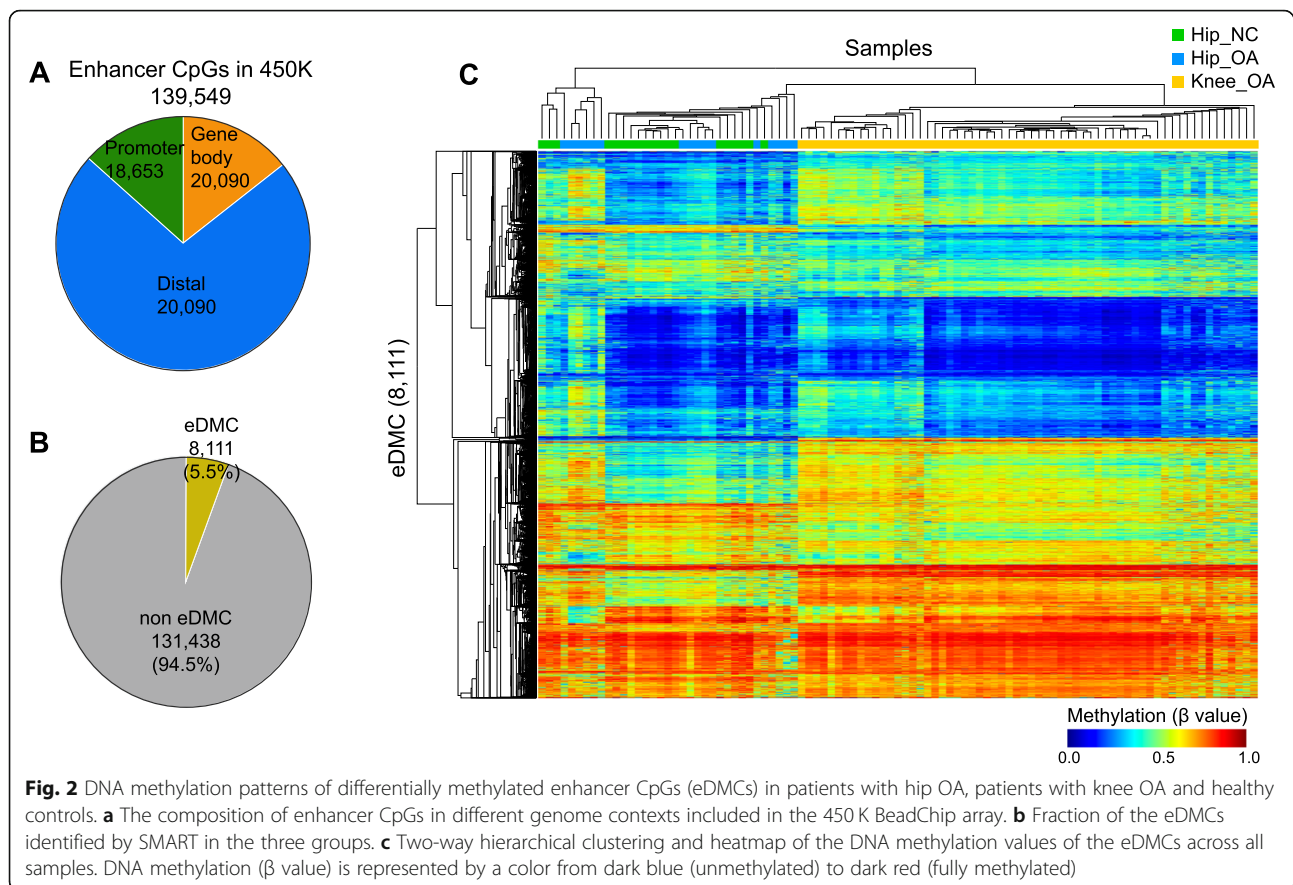 A
Enhancer CpGs in 450K
139,549
Promoter
18,653
Gene
body
20,090
Distal
20,090
B
eDMC
8,111
(5.5%)
non eDMC
131,438
(94.5%)
C
Samples
Hip_NC
Hip_OA
Knee_OA
eDMC (8,111)
Methylation (β value)
0.0 0.5 1.0
Fig. 2 DNA methylation patterns of differentially methylated enhancer CpGs (eDMCs) in patients with hip OA, patients with knee OA and healthy
controls. a The composition of enhancer CpGs in different genome contexts included in the 450 K BeadChip array. b Fraction of the eDMCs
identified by SMART in the three groups. c Two-way hierarchical clustering and heatmap of the DNA methylation values of the eDMCs across all
samples. DNA methylation (β value) is represented by a color from dark blue (unmethylated) to dark red (fully methylated)